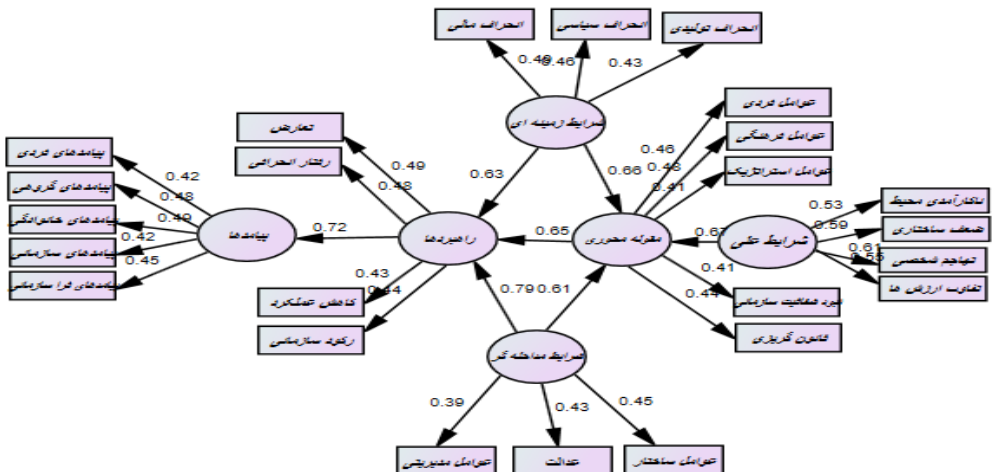 انحراف مالی
انحراف سیاسی
انحراف تولیدی
0.49
0.46
0.43
شرایط زمینه ای
عوامل فردی
عوامل فرهنگی
عوامل استراتژیک
0.46
0.48
0.41
تعارض
رفتار انحرافی
0.49
0.48
0.63
0.66
پیامدهای فردی
پیامدهای گروهی
پیامدهای خانوادگی
پیامدهای سازمانی
پیامدهای فرا سازمانی
0.42
0.48
0.49
0.42
0.45
پیامدها
0.72
راهبردها
0.65
مقوله محوری
0.67
شرایط علی
0.53
0.59
0.61
0.55
ناکارآمدی محیط
ضعف ساختاری
تهاجم شخصی
تفاوت ارزش ها
0.43
0.44
کاهش عملکرد
رکود سازمانی
0.79
0.61
0.41
0.44
نبود شفافیت سازمانی
قانون گریزی
شرایط مداخله گر
0.39
0.43
0.45
عوامل مدیریتی
عدالت
عوامل ساختار